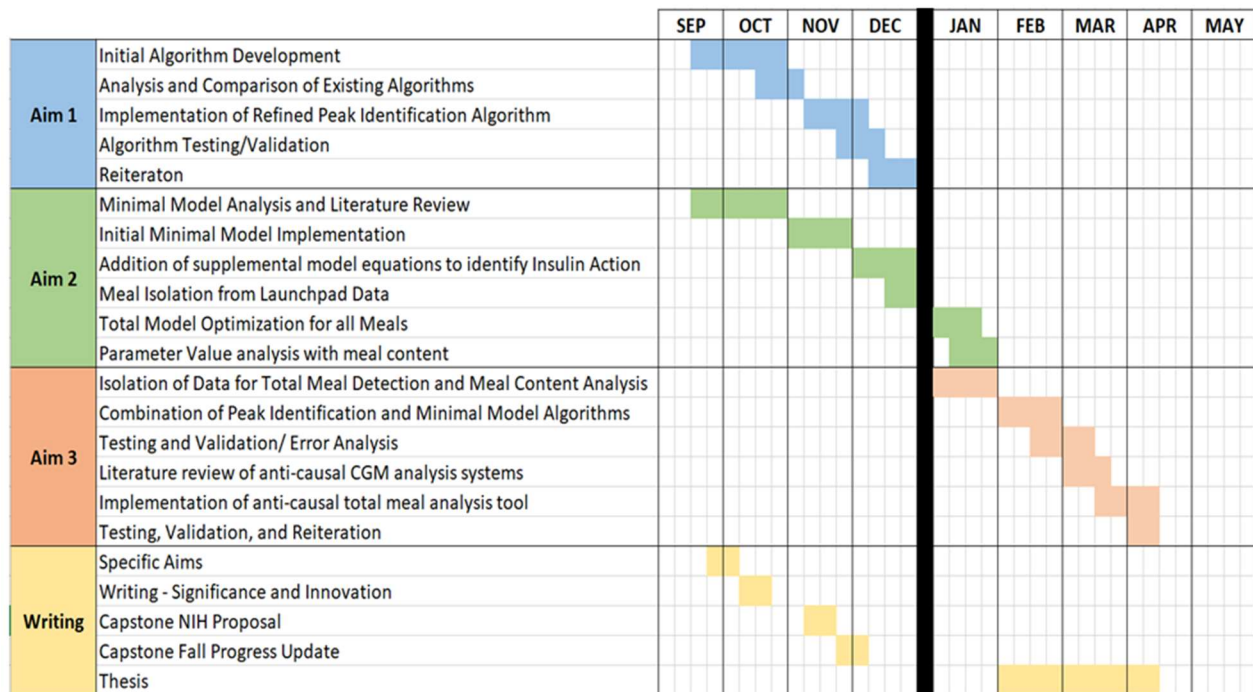 SEP OCT NOV DEC JAN FEB MAR APR MAY
Aim 1
Initial Algorithm Development
Analysis and Comparison of Existing Algorithms
Implementation of Refined Peak Identification Algorithm
Algorithm Testing/Validation
Reiteraton
Aim 2
Minimal Model Analysis and Literature Review
Initial Minimal Model Implementation
Addition of supplemental model equations to identify Insulin Action
Meal Isolation from Launchpad Data
Total Model Optimization for all Meals
Parameter Value analysis with meal content
Aim 3
Isolation of Data for Total Meal Detection and Meal Content Analysis
Combination of Peak Identification and Minimal Model Algorithms
Testing and Validation/ Error Analysis
Literature review of anti-causal CGM analysis systems
Implementation of anti-causal total meal analysis tool
Testing, Validation, and Reiteration
Writing
Specific Aims
Writing - Significance and Innovation
Capstone NIH Proposal
Capstone Fall Progress Update
Thesis